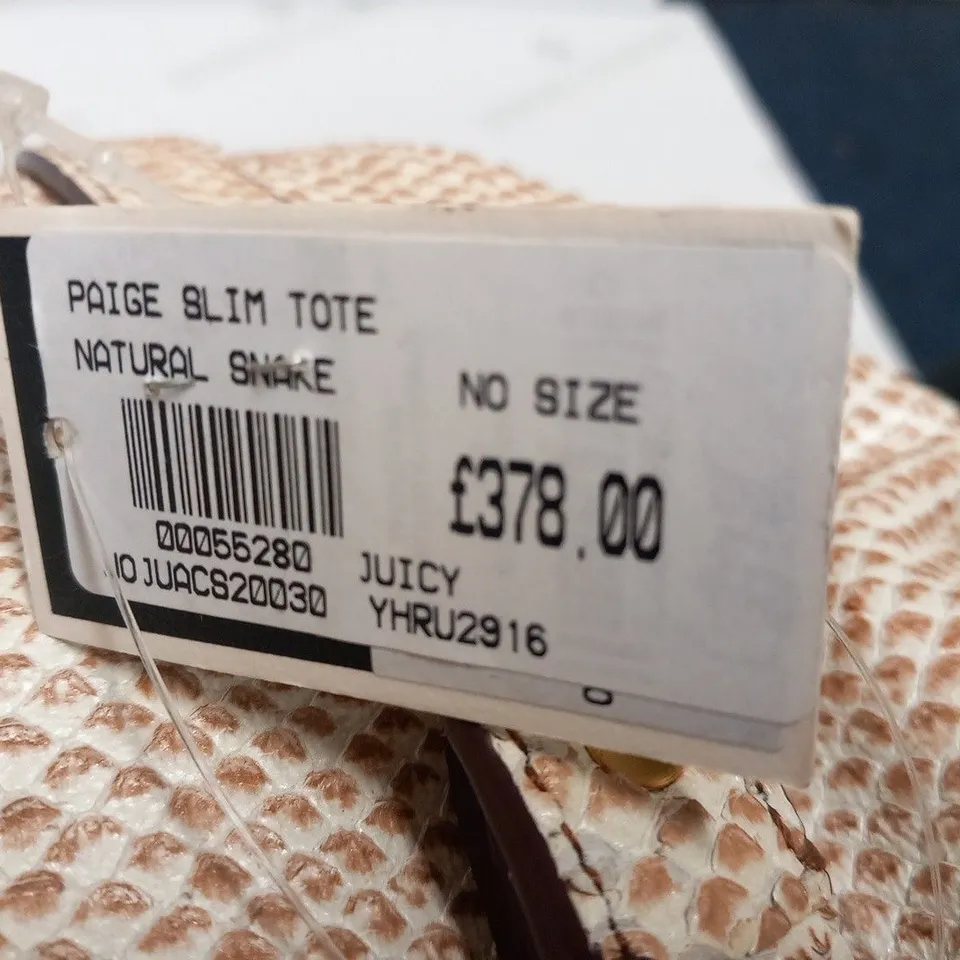 PAIGE SLIM TOTE
NATURAL SNAKE
NO SIZE
£378.00
00055280
JUACS20030
JUICY
YHRU2916